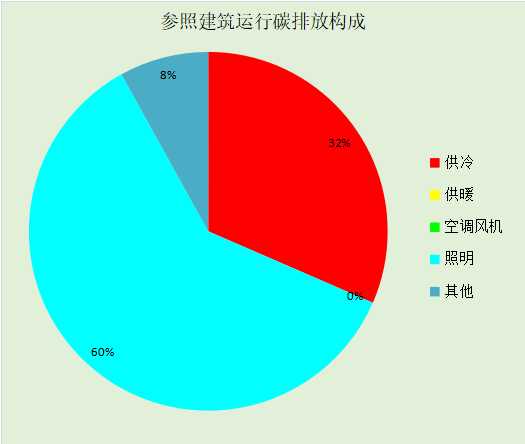 参照建筑运行碳排放构成
8%
32%
供冷
供暖
空调风机
照明
其他
0%
60%